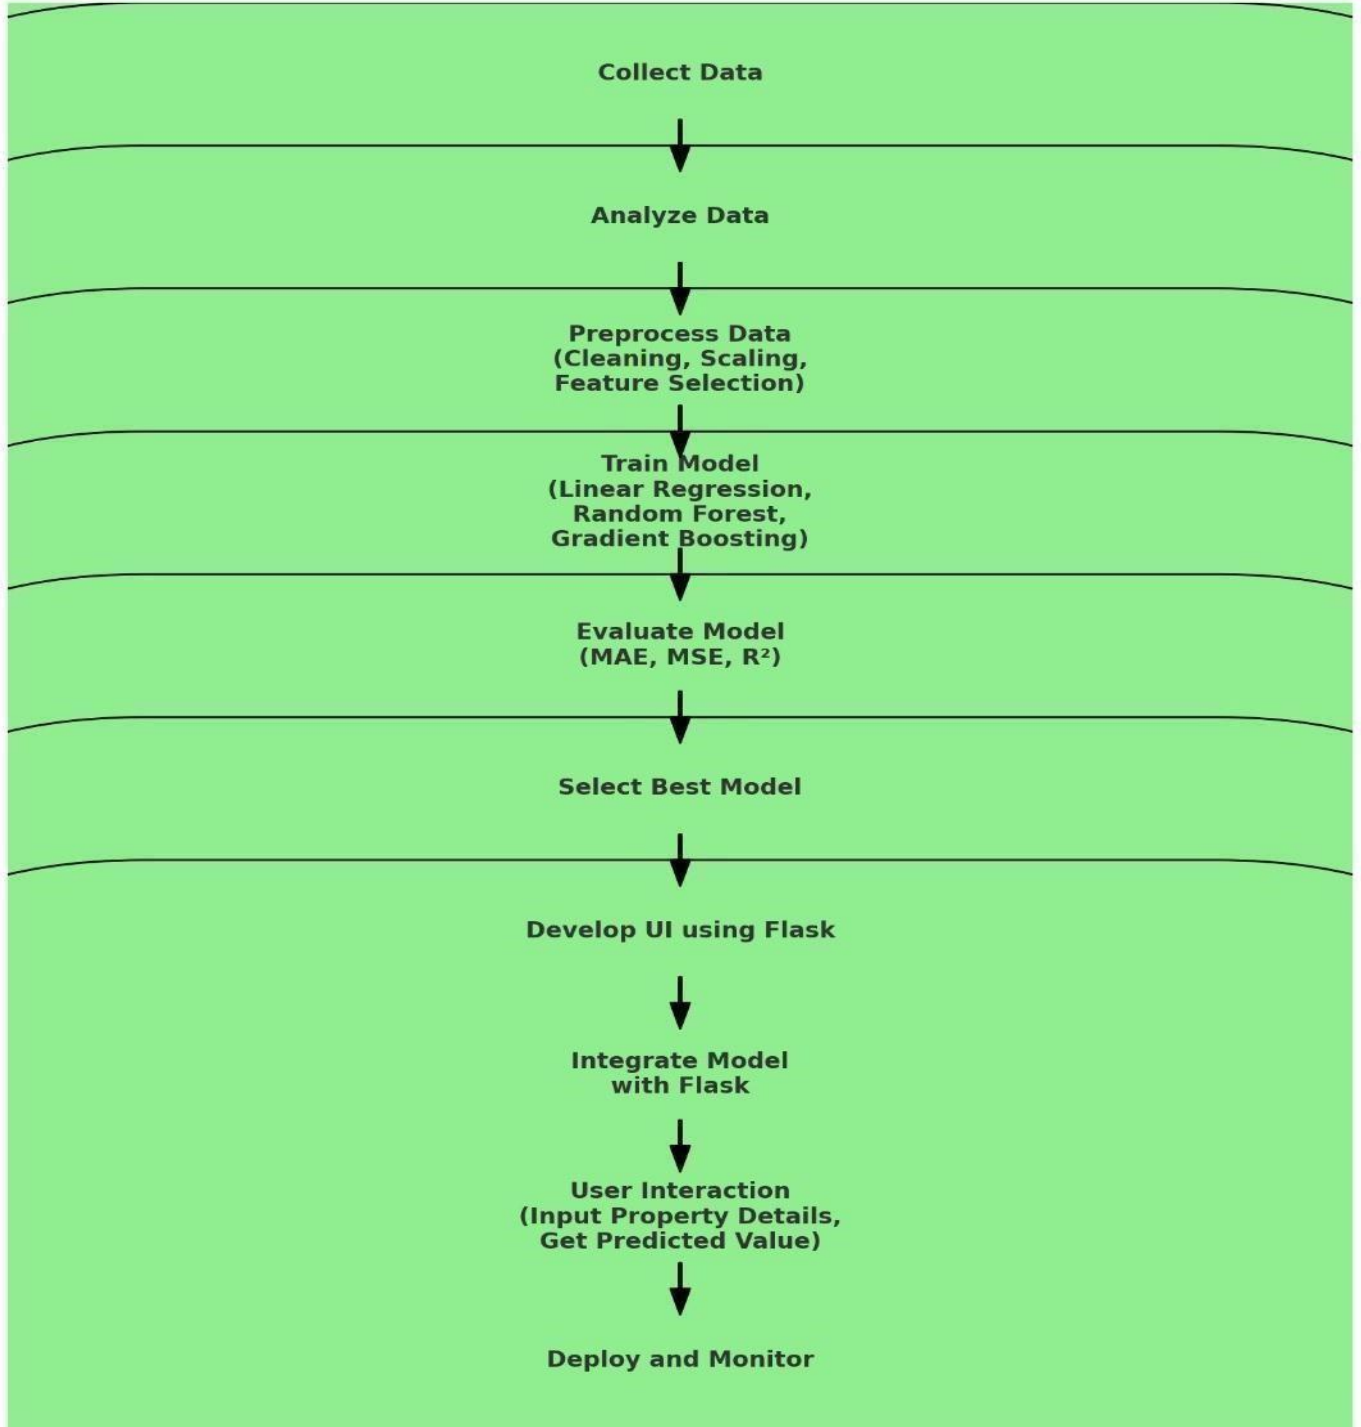 Collect Data
Analyze Data
Preprocess Data
(Cleaning, Scaling,
Feature Selection)
Train Model
(Linear Regression,
Random Forest,
Gradient Boosting)
Evaluate Model
(MAE, MSE, R²)
Select Best Model
Develop UI using Flask
Integrate Model
with Flask
User Interaction
(Input Property Details,
Get Predicted Value)
Deploy and Monitor